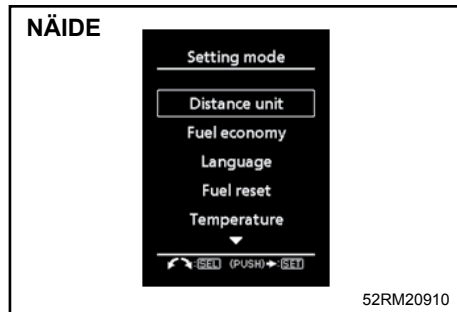 NÄIDE
Setting mode
Distance unit
Fuel economy
Language
Fuel reset
Temperature
:SEL (PUSH) :SET
52RM20910